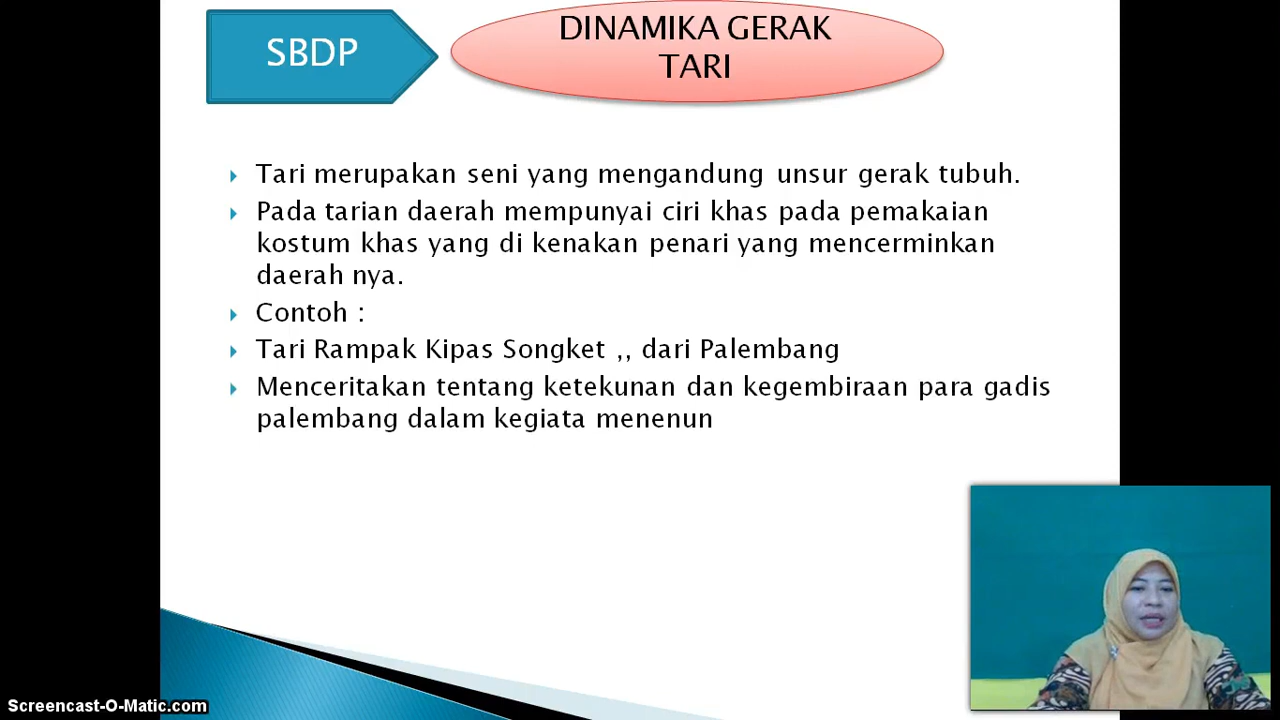 SBDP
DINAMIKA GERAK
TARI
Tari merupakan seni yang mengandung unsur gerak tubuh.
Pada tarian daerah mempunyai ciri khas pada pemakaian
kostum khas yang di kenakan penari yang mencerminkan
daerah nya.
Contoh :
Tari Rampak Kipas Songket ,, dari Palembang
Menceritakan tentang ketekunan dan kegembiraan para gadis
palembang dalam kegiata menenun
Screencast-O-Matic.com